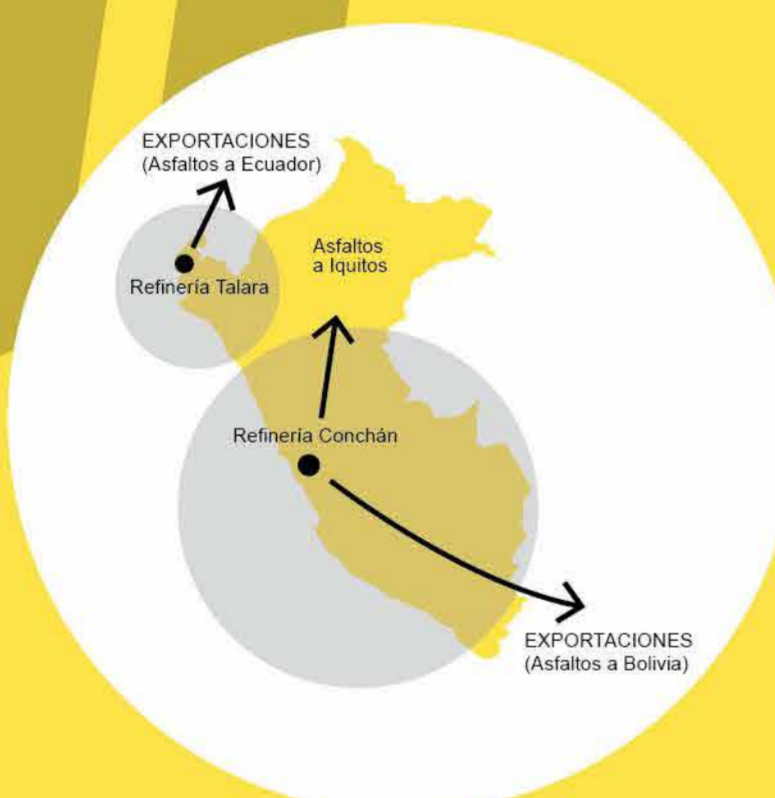 EXPORTACIONES
(Asfaltos a Ecuador)
Asfaltos
a Iquitos
Refinería Talara
Refinería Conchán
EXPORTACIONES
(Asfaltos a Bolivia)